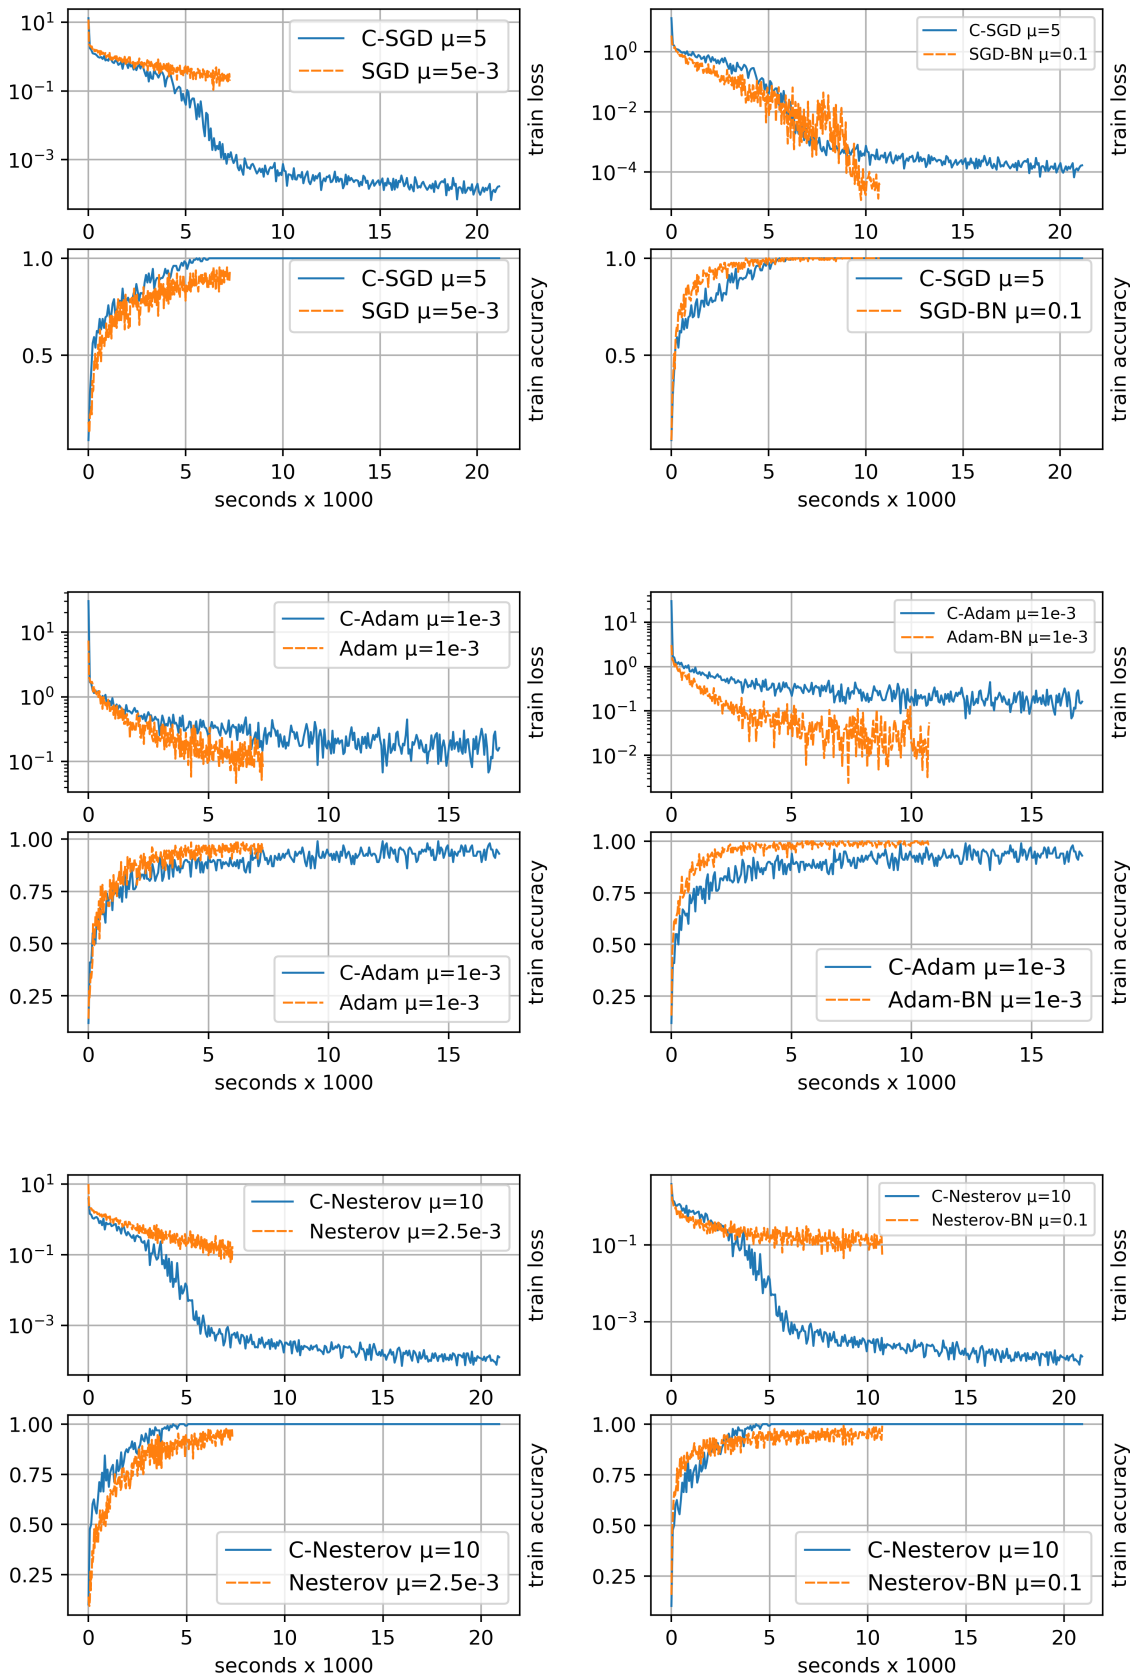 10¹
10⁻¹
10⁻³
C-SGD μ=5
SGD μ=5e-3
train loss
0 5 10 15 20
1.0
0.5
C-SGD μ=5
SGD μ=5e-3
train accuracy
0 5 10 15 20
seconds x 1000
10⁰
10⁻²
10⁻⁴
C-SGD μ=5
SGD-BN μ=0.1
train loss
0 5 10 15 20
1.0
0.5
C-SGD μ=5
SGD-BN μ=0.1
train accuracy
0 5 10 15 20
seconds x 1000
10¹
10⁰
10⁻¹
C-Adam μ=1e-3
Adam μ=1e-3
train loss
0 5 10 15
1.00
0.75
0.50
0.25
C-Adam μ=1e-3
Adam μ=1e-3
train accuracy
0 5 10 15
seconds x 1000
10¹
10⁰
10⁻¹
10⁻²
C-Adam μ=1e-3
Adam-BN μ=1e-3
train loss
0 5 10 15
1.00
0.75
0.50
0.25
C-Adam μ=1e-3
Adam-BN μ=1e-3
train accuracy
0 5 10 15
seconds x 1000
10¹
10⁻¹
10⁻³
C-Nesterov μ=10
Nesterov μ=2.5e-3
train loss
0 5 10 15 20
1.00
0.75
0.50
0.25
C-Nesterov μ=10
Nesterov μ=2.5e-3
train accuracy
0 5 10 15 20
seconds x 1000
10⁻¹
10⁻³
C-Nesterov μ=10
Nesterov-BN μ=0.1
train loss
0 5 10 15 20
1.00
0.75
0.50
0.25
C-Nesterov μ=10
Nesterov-BN μ=0.1
train accuracy
0 5 10 15 20
seconds x 1000